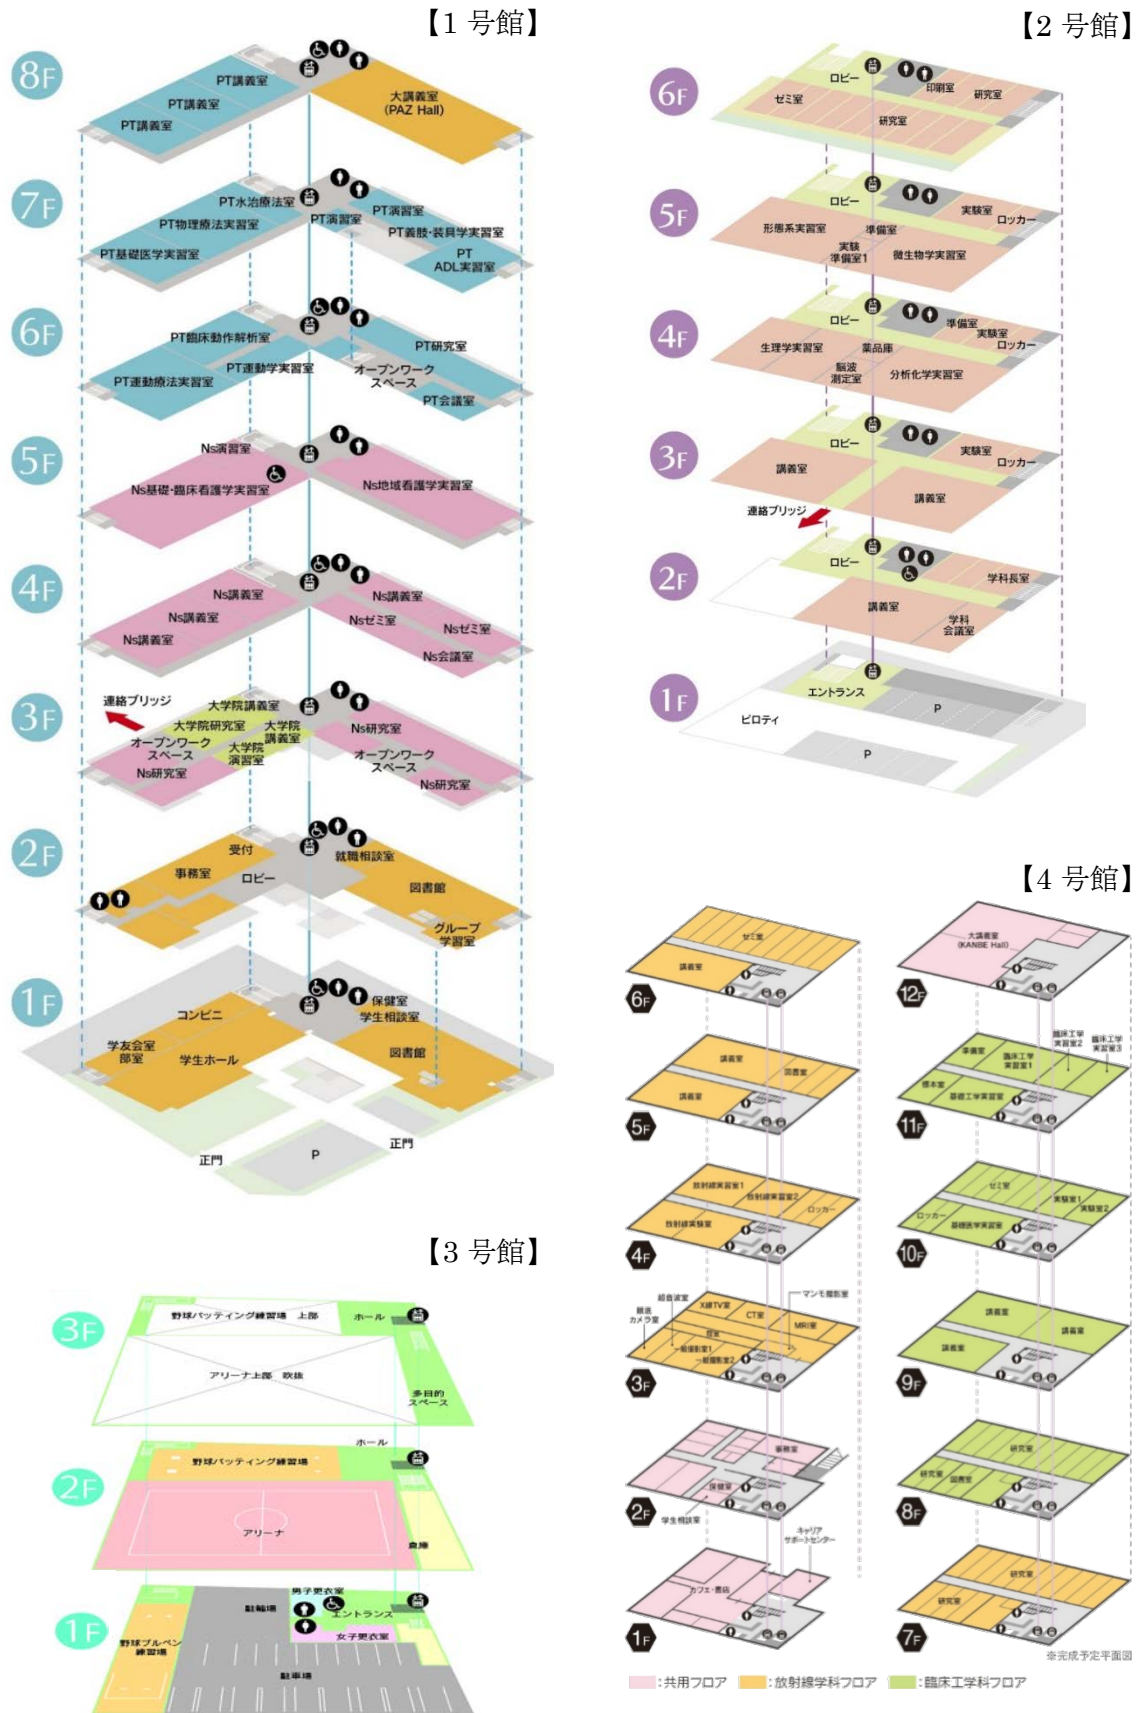 【1 号館】
8F
PT講義室
PT講義室
PT講義室
大講義室
(PAZ Hall)
7F
PT水治療法室
PT物理療法実習室
PT基礎医学実習室
PT演習室
PT演習室
PT義肢・装具学実習室
PT
ADL実習室
6F
PT臨床動作解析室
PT運動学実習室
PT運動療法実習室
PT研究室
オープンワーク
スペース
PT会議室
5F
Ns演習室
Ns基礎・臨床看護学実習室
Ns地域看護学実習室
4F
Ns講義室
Ns講義室
Ns講義室
Ns講義室
Nsゼミ室
Nsゼミ室
Ns会議室
3F
連絡ブリッジ
大学院講義室
大学院研究室
大学院
講義室
オープンワーク
スペース
大学院
演習室
Ns研究室
Ns研究室
オープンワーク
スペース
Ns研究室
2F
受付
事務室
ロビー
就職相談室
図書館
グループ
学習室
1F
コンビニ
学友会室
部室
学生ホール
保健室
学生相談室
図書館
正門
P
正門
【2 号館】
6F
ロビー
印刷室
研究室
ゼミ室
研究室
5F
ロビー
実験室
ロッカー
形態系実習室
準備室
実験
準備室1
微生物学実習室
4F
ロビー
準備室
実験室
ロッカー
生理学実習室
薬品庫
脳波
測定室
分析化学実習室
3F
ロビー
実験室
ロッカー
講義室
講義室
連絡ブリッジ
2F
ロビー
学科長室
講義室
学科
会議室
1F
エントランス
P
ピロティ
P
【3 号館】
3F
野球バッティング練習場 上部
ホール
アリーナ上部 吹抜
多目的
スペース
2F
ホール
野球バッティング練習場
アリーナ
倉庫
1F
男子更衣室
駐輪場
エントランス
女子更衣室
野球ブルペン
練習場
駐車場
【4 号館】
6F
ゼミ室
講義室
5F
講義室
図書室
講義室
4F
放射線実習室1
放射線実習室2
ロッカー
放射線実験室
3F
超音波室
眼底
カメラ室
X線TV室
CT室
マンモ撮影室
MRI室
一般撮影室1
一般撮影室2
2F
事務室
保健室
学生相談室
1F
キャリア
サポートセンター
カフェ・書店
12F
大講義室
(KANBE Hall)
11F
準備室
臨床工学
実習室1
臨床工学
実習室2
臨床工学
実習室3
標本室
基礎工学実習室
10F
ゼミ室
実験室1
実験室2
ロッカー
基礎医学実習室
9F
講義室
講義室
講義室
8F
研究室
研究室
図書室
7F
研究室
研究室
※完成予定平面図
:共用フロア
:放射線学科フロア
:臨床工学科フロア